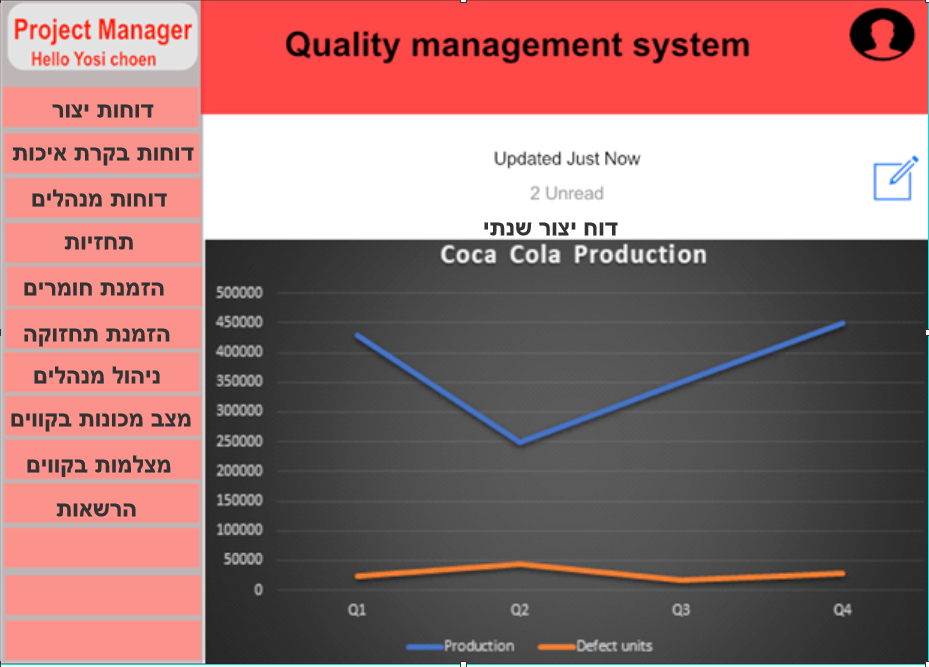 Project Manager
Hello Yosi choen
Quality management system
דוחות יצור
דוחות בקרת איכות
דוחות מנהלים
תחזיות
הזמנת חומרים
הזמנת תחזוקה
ניהול מנהלים
מצב מכונות בקווים
מצלמות בקווים
הרשאות
Updated Just Now
2 Unread
דוח יצור שנתי
Coca Cola Production
500000
450000
400000
350000
300000
250000
200000
150000
100000
50000
0
Q1 Q2 Q3 Q4
Production Defect units